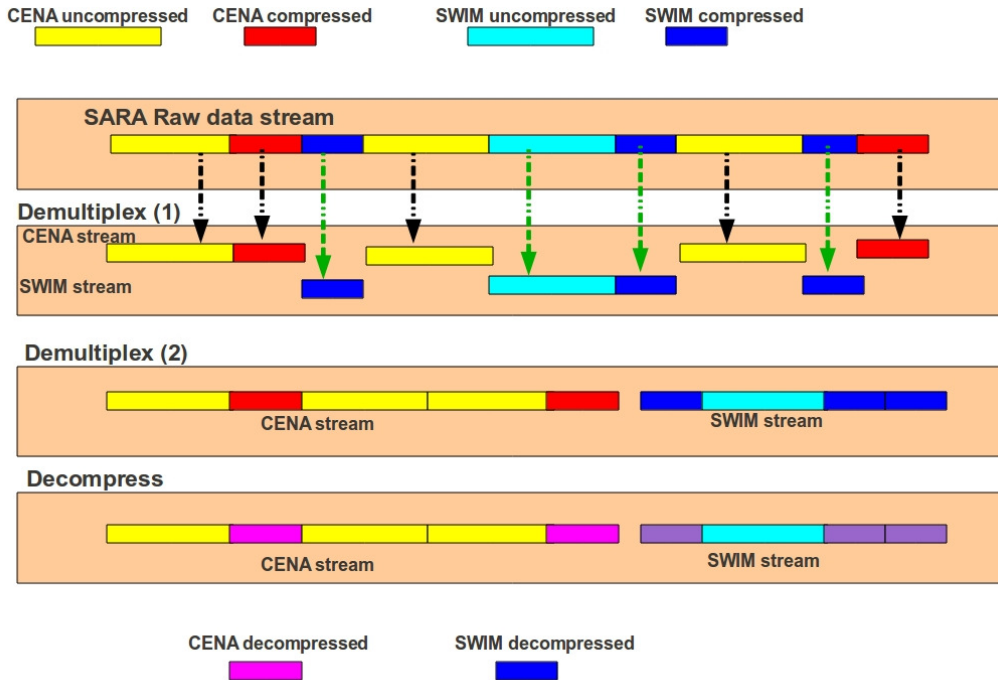 CENA uncompressed
CENA compressed
SWIM uncompressed
SWIM compressed
SARA Raw data stream
Demultiplex (1)
CENA stream
SWIM stream
Demultiplex (2)
CENA stream
SWIM stream
Decompress
CENA stream
SWIM stream
CENA decompressed
SWIM decompressed